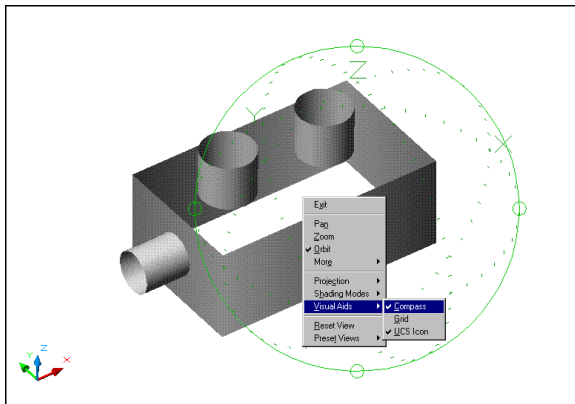 Z
Y
X
Exit
Pan
Zoom
Orbit
More
Projection
Shading Modes
Visual Aids
Reset View
Preset Views
Compass
Grid
UCS Icon
Z
Y
X